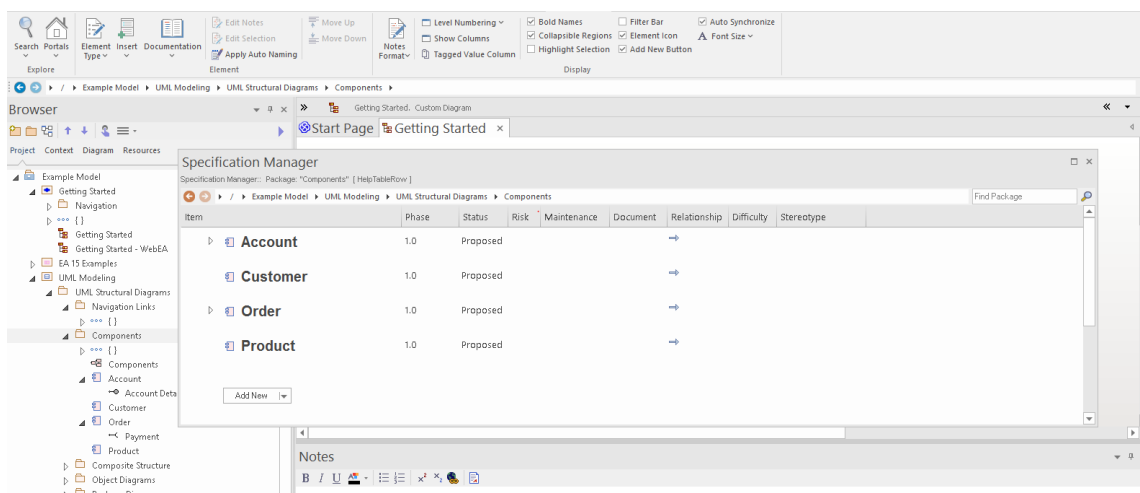 Edit Notes Move Up Level Numbering Bold Names Filter Bar Auto Synchronize
Search Portals Element Type Insert Documentation Edit Selection Move Down Notes Format Show Columns Collapsible Regions Element Icon A Font Size
Apply Auto Naming Tagged Value Column Highlight Selection Add New Button
Explore Element Display
/ Example Model UML Modeling UML Structural Diagrams Components
Browser
Getting Started. Custom Diagram
Start Page Getting Started ×
Project Context Diagram Resources
Example Model
Getting Started
Navigation
{ }
Getting Started
Getting Started - WebEA
EA 15 Examples
UML Modeling
UML Structural Diagrams
Navigation Links
{ }
Components
{ }
Components
Account
Account Deta
Customer
Order
Payment
Product
Composite Structure
Object Diagrams
Specification Manager
Specification Manager:: Package: "Components" [ HelpTableRow ]
/ Example Model UML Modeling UML Structural Diagrams Components Find Package
Item Phase Status Risk Maintenance Document Relationship Difficulty Stereotype
Account 1.0 Proposed
Customer 1.0 Proposed
Order 1.0 Proposed
Product 1.0 Proposed
Add New
Notes
B I U A x² x₂